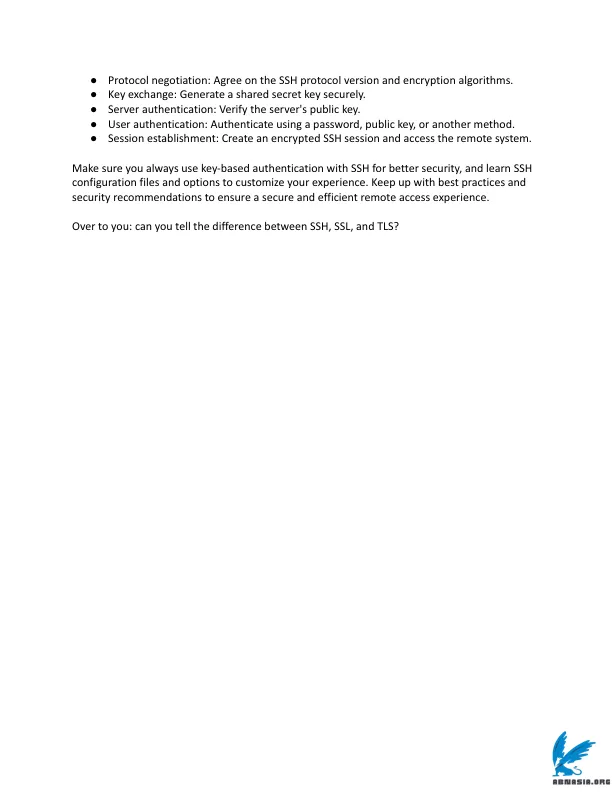 ● Protocol negotiation: Agree on the SSH protocol version and encryption algorithms.
● Key exchange: Generate a shared secret key securely.
● Server authentication: Verify the server's public key.
● User authentication: Authenticate using a password, public key, or another method.
● Session establishment: Create an encrypted SSH session and access the remote system.
Make sure you always use key-based authentication with SSH for better security, and learn SSH
configuration files and options to customize your experience. Keep up with best practices and
security recommendations to ensure a secure and efficient remote access experience.
Over to you: can you tell the difference between SSH, SSL, and TLS?
ABNASIA.ORG